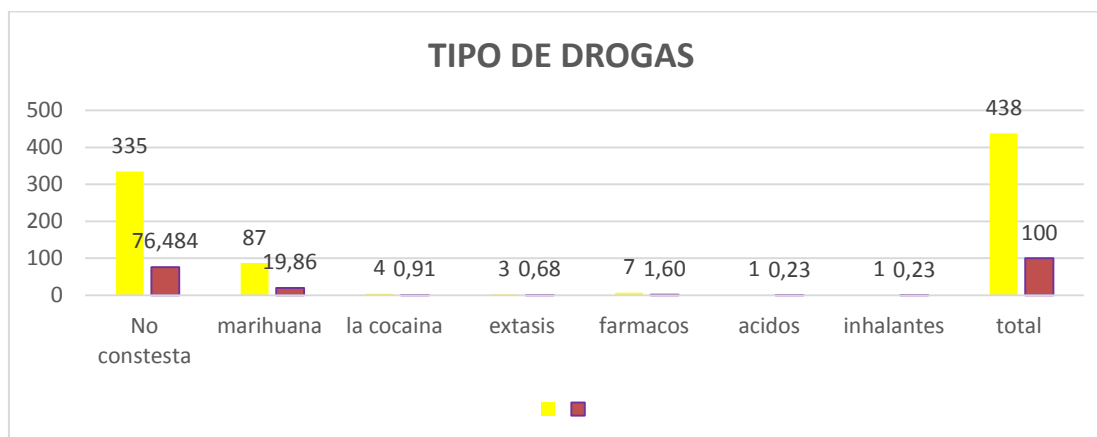 TIPO DE DROGAS
500
400
300
200
100
0
335
76,484
87
19,86
4 0,91
3 0,68
7 1,60
1 0,23
1 0,23
438
100
No constesta
marihuana
la cocaina
extasis
farmacos
acidos
inhalantes
total